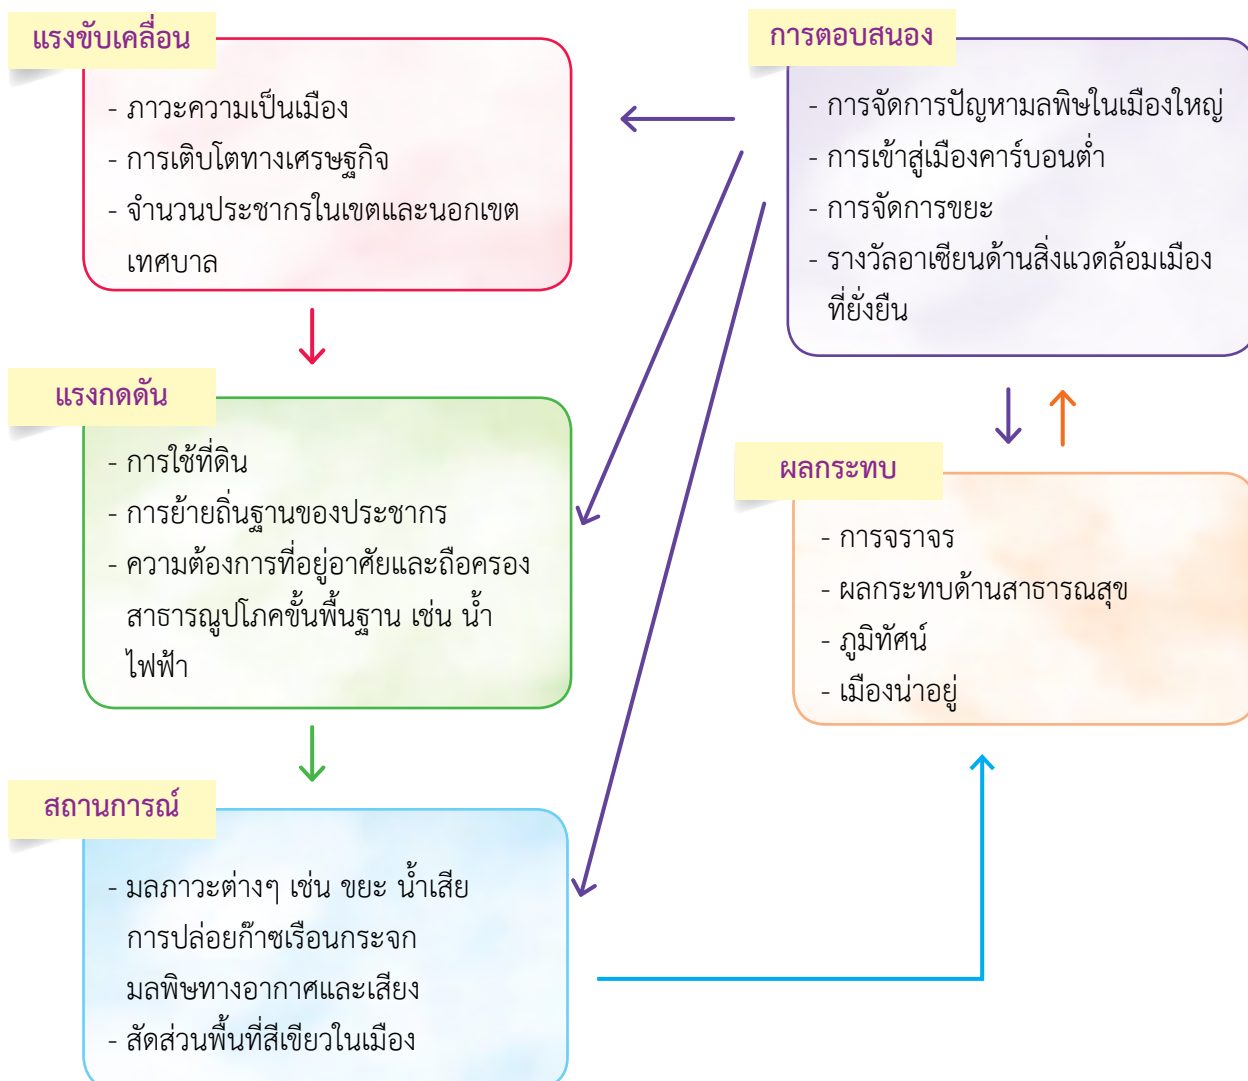 แรงขับเคลื่อน
- ภาวะความเป็นเมือง
- การเติบโตทางเศรษฐกิจ
- จำนวนประชากรในเขตและนอกเขต
เทศบาล
แรงกดดัน
- การใช้ที่ดิน
- การย้ายถิ่นฐานของประชากร
- ความต้องการที่อยู่อาศัยและถือครอง
สาธารณูปโภคขั้นพื้นฐาน เช่น น้ำ
ไฟฟ้า
สถานการณ์
- มลภาวะต่างๆ เช่น ขยะ น้ำเสีย
การปล่อยก๊าซเรือนกระจก
มลพิษทางอากาศและเสียง
- สัดส่วนพื้นที่สีเขียวในเมือง
การตอบสนอง
- การจัดการปัญหามลพิษในเมืองใหญ่
- การเข้าสู่เมืองคาร์บอนต่ำ
- การจัดการขยะ
- รางวัลอาเซียนด้านสิ่งแวดล้อมเมือง
ที่ยั่งยืน
ผลกระทบ
- การจราจร
- ผลกระทบด้านสาธารณสุข
- ภูมิทัศน์
- เมืองน่าอยู่